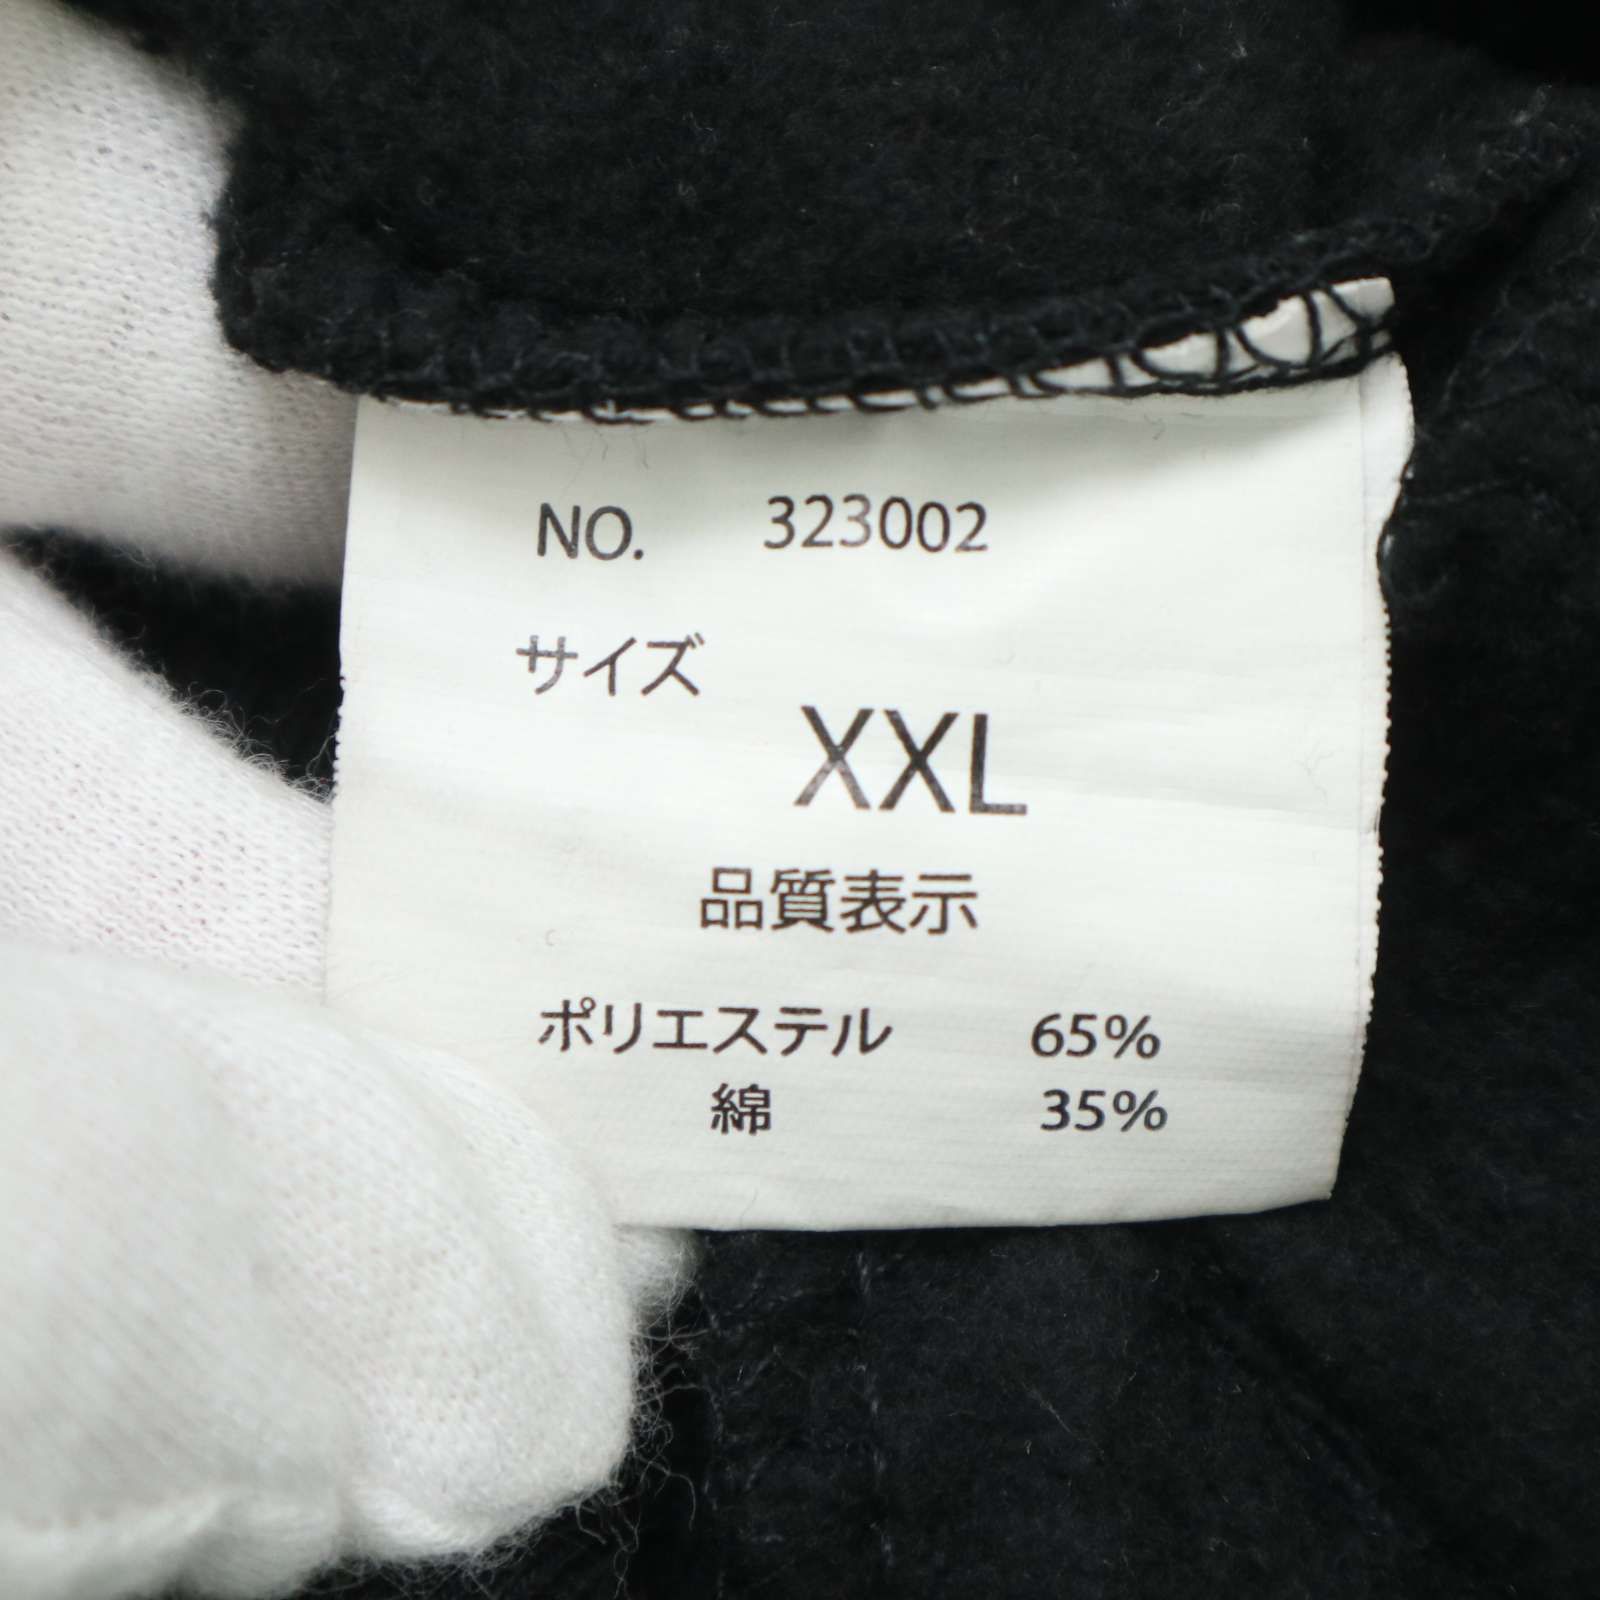 NO. 323002
サイズ
XXL
品質表示
ポリエステル 65%
綿 35%